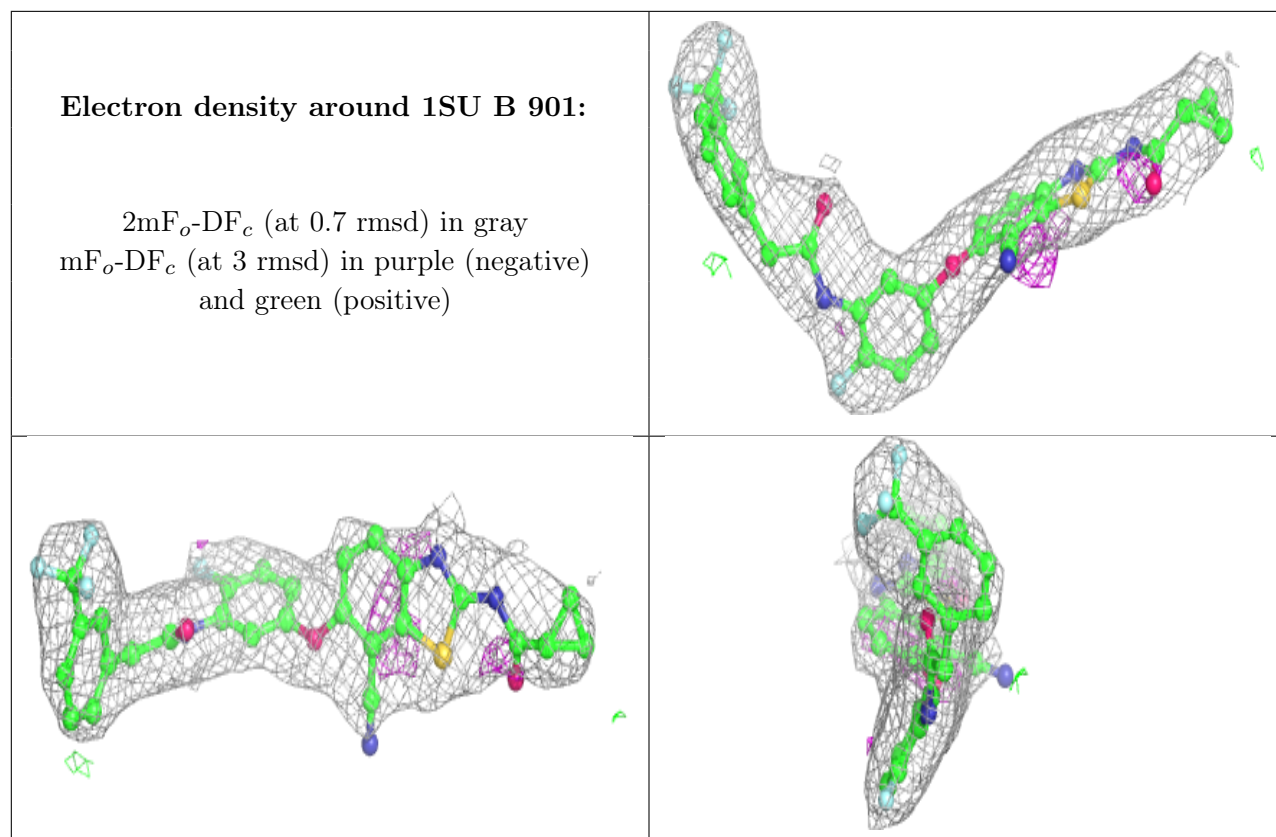 Electron density around 1SU B 901:
2mFₒ-DF𝒸 (at 0.7 rmsd) in gray
mFₒ-DF𝒸 (at 3 rmsd) in purple (negative)
and green (positive)